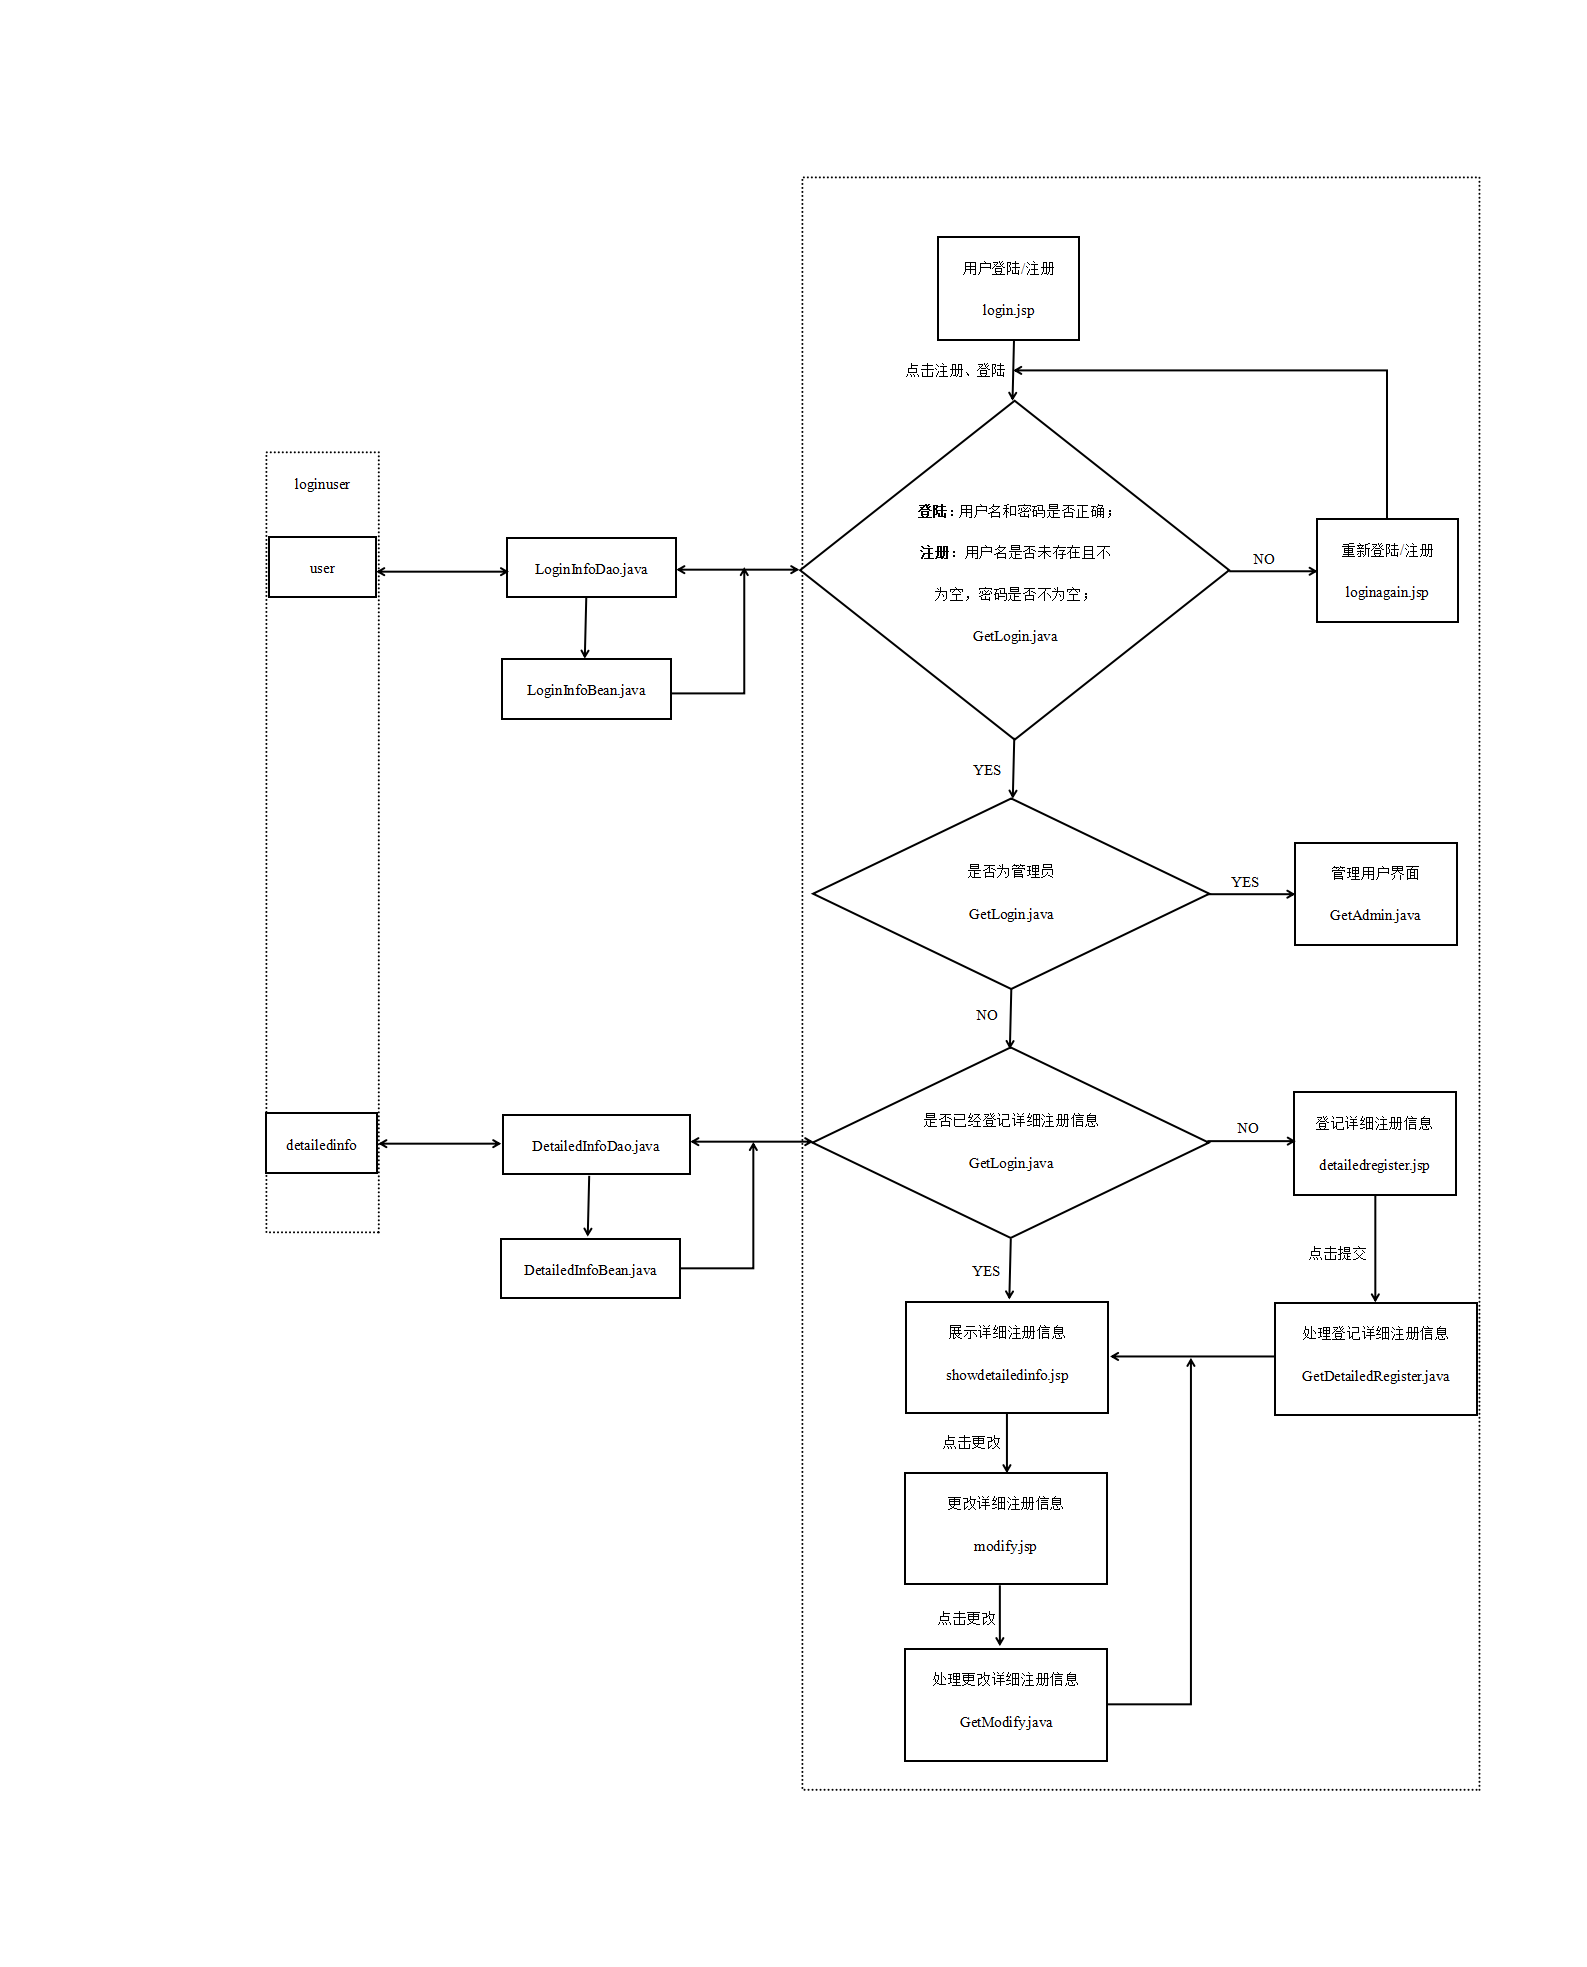 用户登陆/注册
login.jsp
点击注册、登陆
loginuser
user
LoginInfoDao.java
LoginInfoBean.java
登陆：用户名和密码是否正确；
注册：用户名是否未存在且不
为空，密码是否不为空；
GetLogin.java
NO
重新登陆/注册
loginagain.jsp
YES
是否为管理员
GetLogin.java
YES
管理用户界面
GetAdmin.java
NO
detailedinfo
DetailedInfoDao.java
DetailedInfoBean.java
是否已经登记详细注册信息
GetLogin.java
NO
登记详细注册信息
detailedregister.jsp
点击提交
YES
展示详细注册信息
showdetailedinfo.jsp
处理登记详细注册信息
GetDetailedRegister.java
点击更改
更改详细注册信息
modify.jsp
点击更改
处理更改详细注册信息
GetModify.java